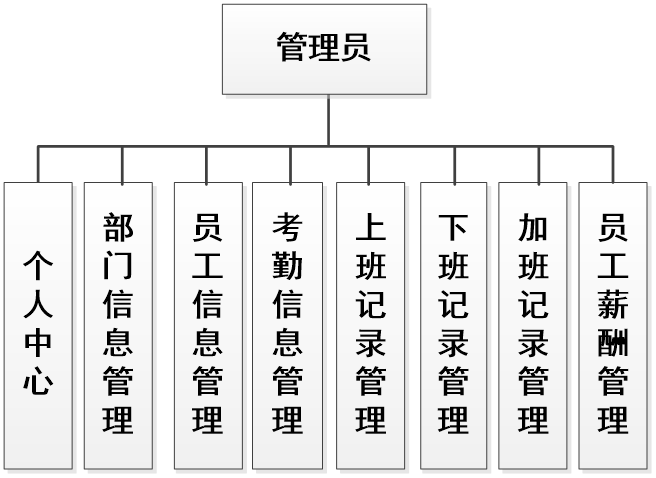 管理员
个人中心
部门信息管理
员工信息管理
考勤信息管理
上班记录管理
下班记录管理
加班记录管理
员工薪酬管理